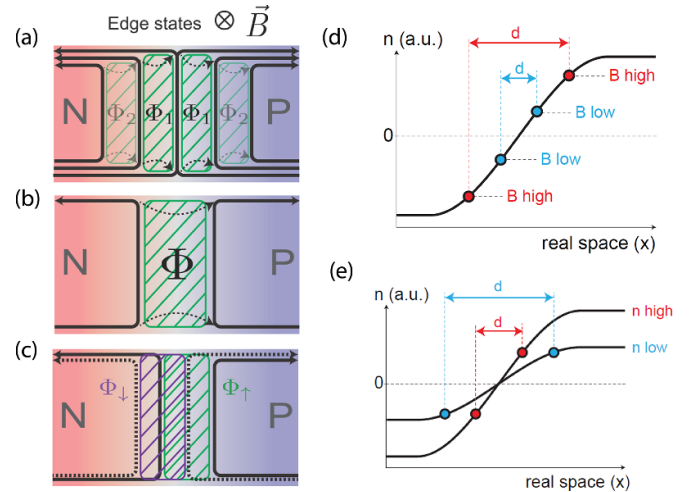 Edge states ⊗ B⃗
(a)
N Φ₂ Φ₁ Φ₁ Φ₂ P
(b)
N Φ P
(c)
N Φ↓ Φ↑ P
(d)
n (a.u.)
d
d
B high
B low
0
B low
B high
real space (x)
(e)
n (a.u.)
d
n high
d
n low
0
real space (x)